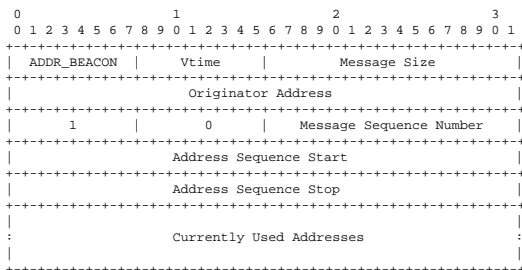 0                   1                   2                   3
0 1 2 3 4 5 6 7 8 9 0 1 2 3 4 5 6 7 8 9 0 1 2 3 4 5 6 7 8 9 0 1
+-+-+-+-+-+-+-+-+-+-+-+-+-+-+-+-+-+-+-+-+-+-+-+-+-+-+-+-+-+-+-+-+
|  ADDR_BEACON  |     Vtime     |         Message Size          |
+-+-+-+-+-+-+-+-+-+-+-+-+-+-+-+-+-+-+-+-+-+-+-+-+-+-+-+-+-+-+-+-+
|                      Originator Address                       |
+-+-+-+-+-+-+-+-+-+-+-+-+-+-+-+-+-+-+-+-+-+-+-+-+-+-+-+-+-+-+-+-+
|       1       |       0       |    Message Sequence Number    |
+-+-+-+-+-+-+-+-+-+-+-+-+-+-+-+-+-+-+-+-+-+-+-+-+-+-+-+-+-+-+-+-+
|                    Address Sequence Start                     |
+-+-+-+-+-+-+-+-+-+-+-+-+-+-+-+-+-+-+-+-+-+-+-+-+-+-+-+-+-+-+-+-+
|                    Address Sequence Stop                      |
+-+-+-+-+-+-+-+-+-+-+-+-+-+-+-+-+-+-+-+-+-+-+-+-+-+-+-+-+-+-+-+-+
|                                                               |
:                    Currently Used Addresses                   :
|                                                               |
+-+-+-+-+-+-+-+-+-+-+-+-+-+-+-+-+-+-+-+-+-+-+-+-+-+-+-+-+-+-+-+-+